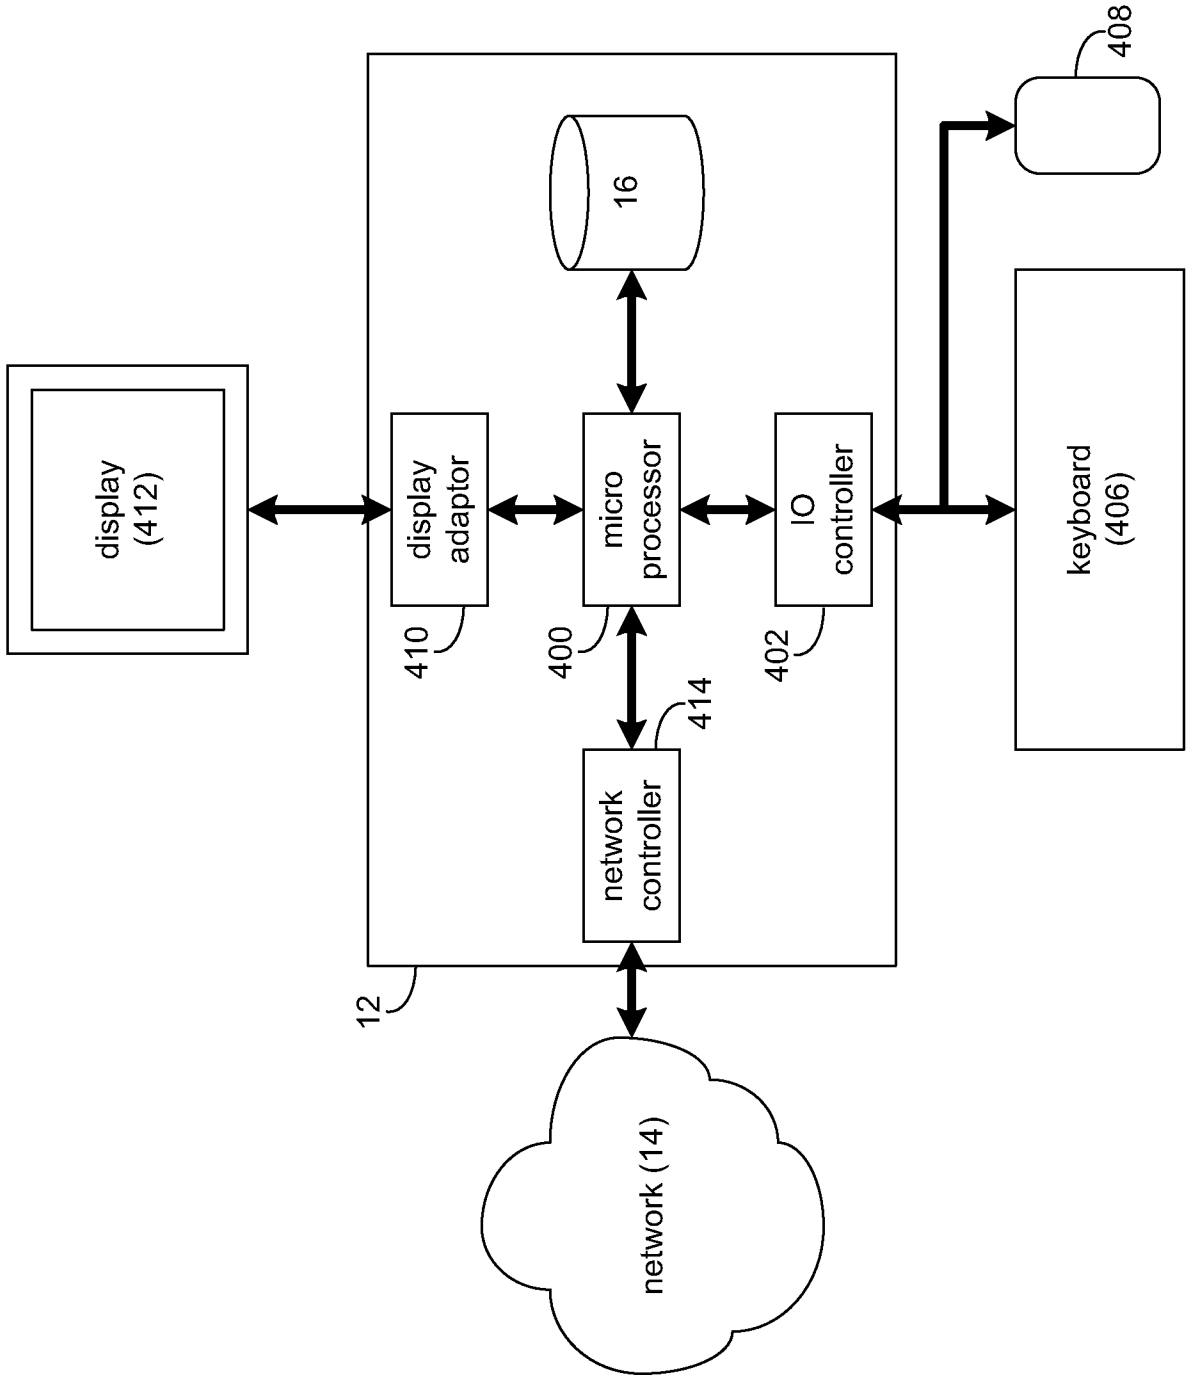 display
(412)
display
adaptor
410
micro
processor
400
16
IO
controller
402
network
controller
414
12
network (14)
keyboard
(406)
408